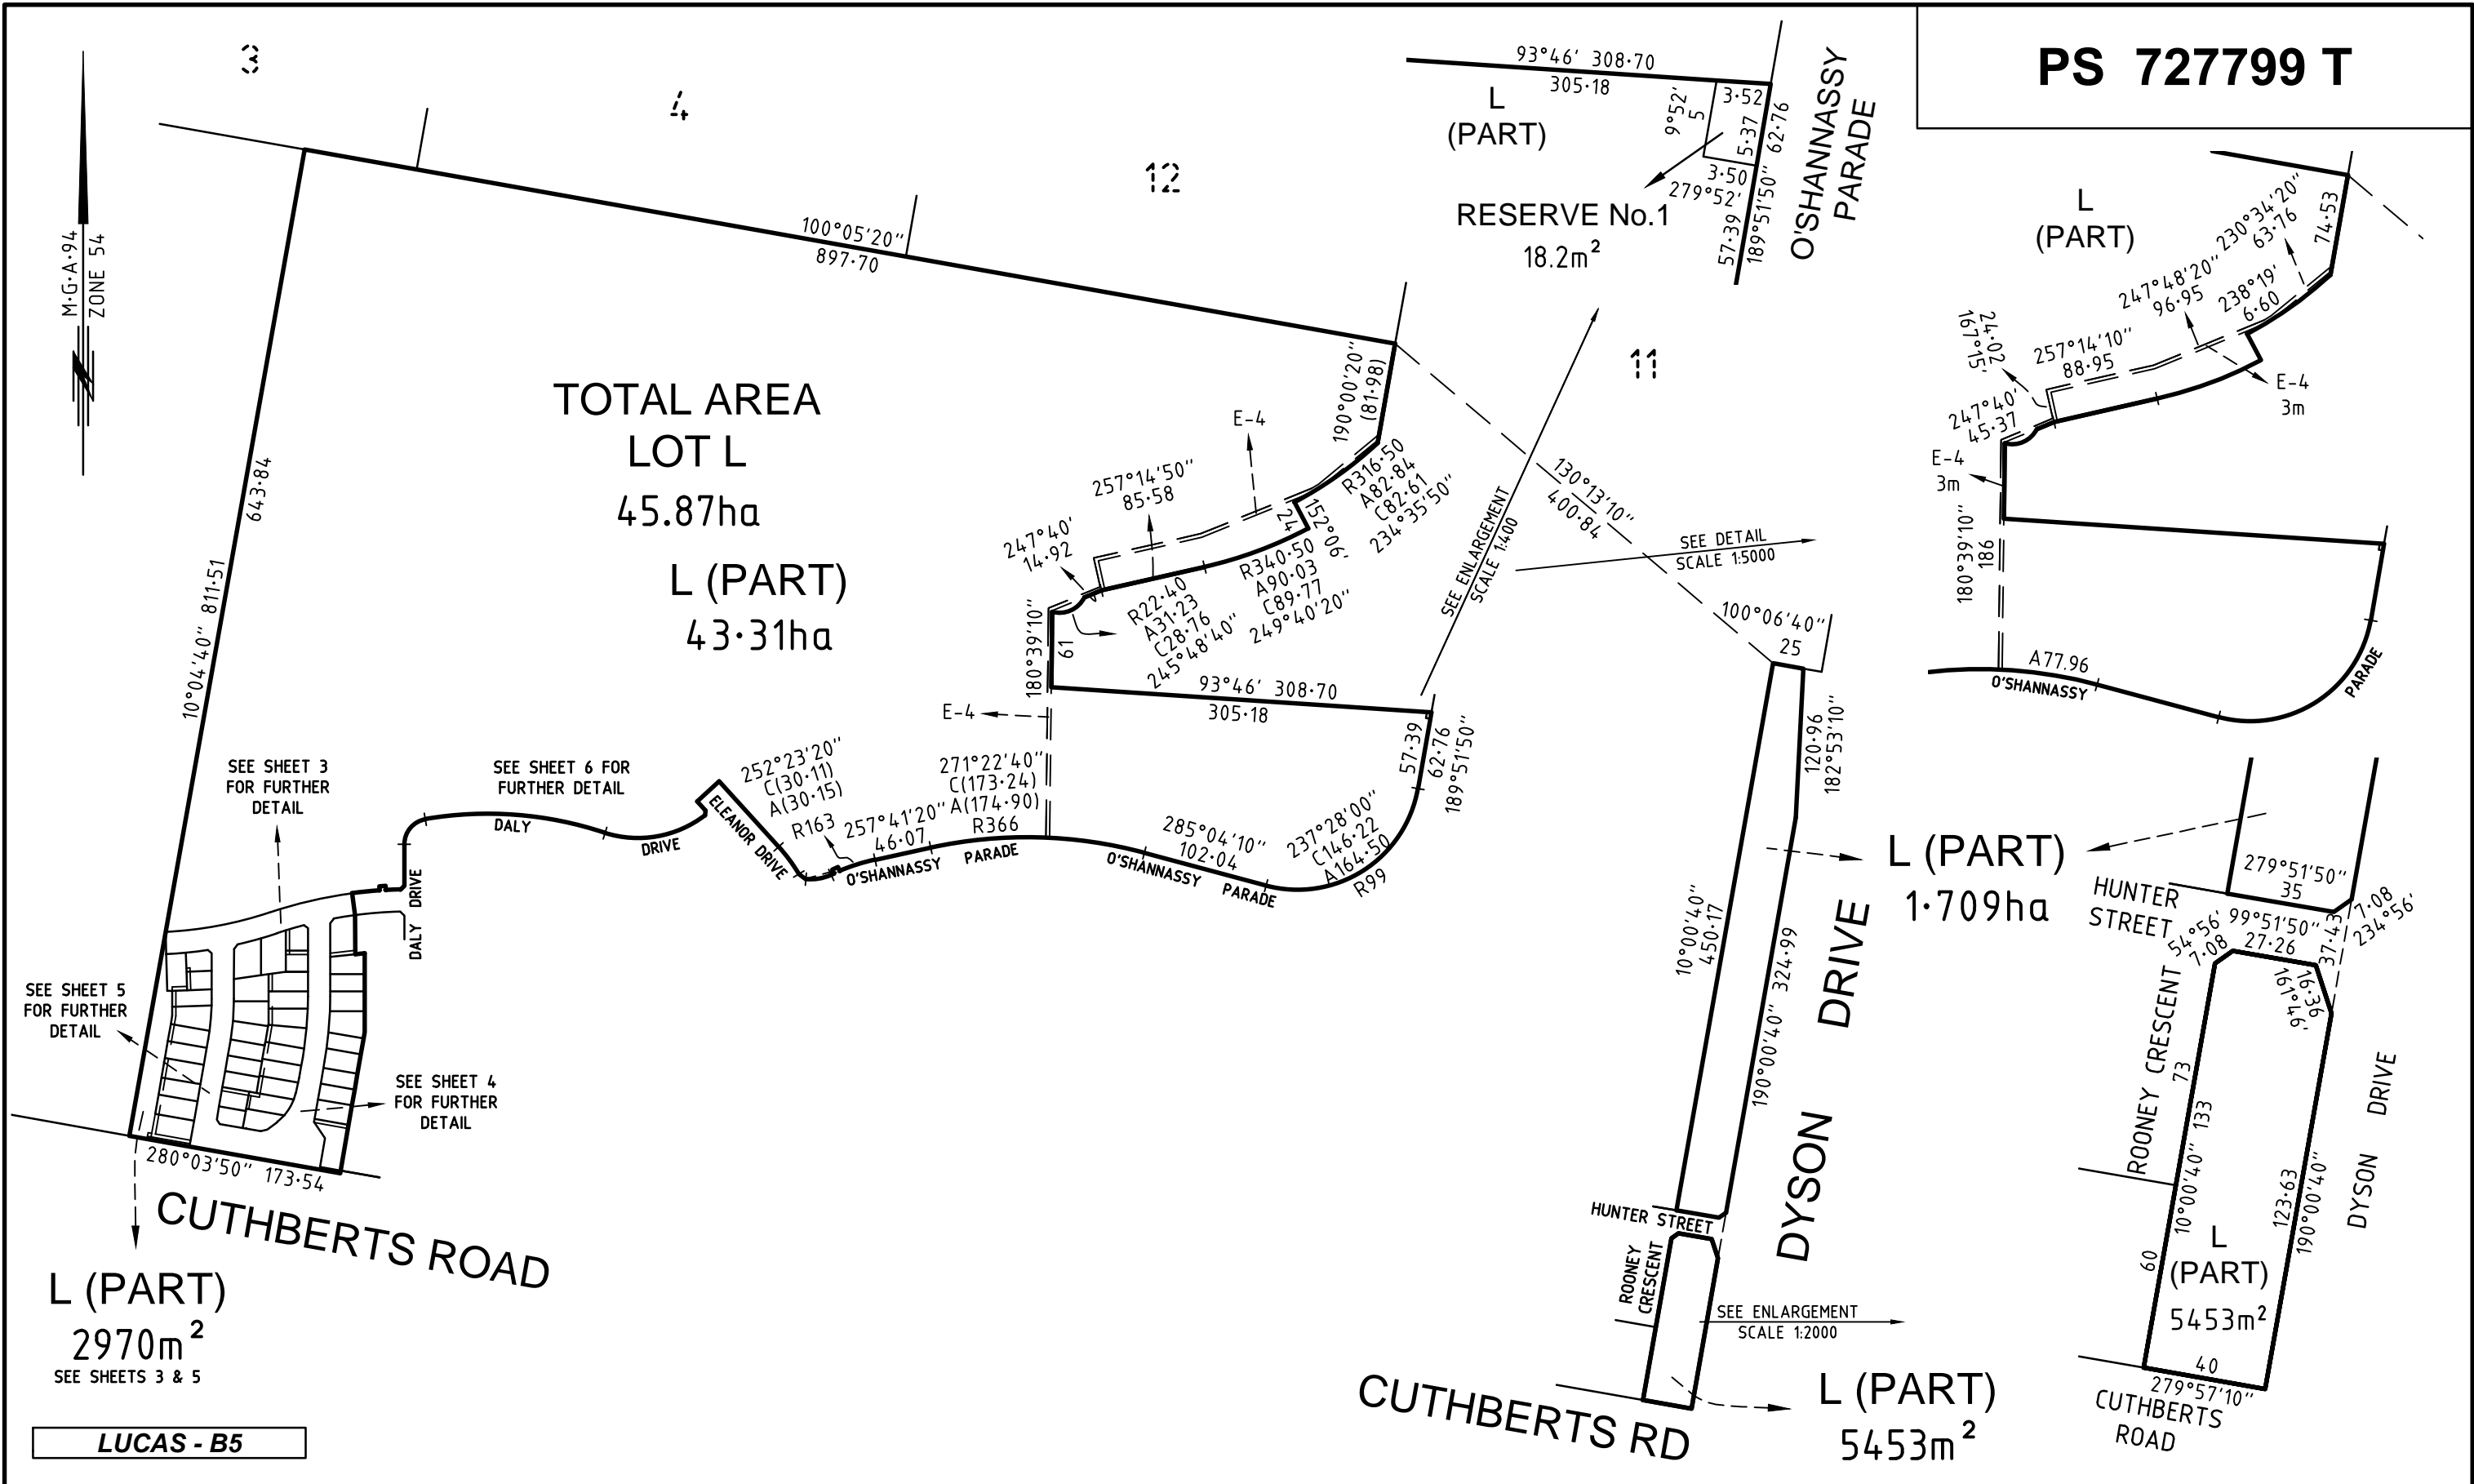 PS 727799 T
M·G·A·94
ZONE 54
3
4
12
11
100°05'20"
897·70
643·84
10°04'40" 811·51
TOTAL AREA
LOT L
45.87ha
L (PART)
43·31ha
93°46' 308·70
305·18
L
(PART)
9°52'
5
3·52
5·37
62·76
3·50
279°52'
57·39
189°51'50"
RESERVE No.1
18.2m²
O'SHANNASSY
PARADE
190°00'20"
(81·98)
E-4
257°14'50"
85·58
247°40'
14·92
24
152°06'
R316·50
A82·84
C82·61
234°35'50"
R340·50
A90·03
C89·77
249°40'20"
R22·40
A31·23
C28·76
245°48'40"
180°39'10"
61
93°46' 308·70
305·18
E-4
57·39
62·76
189°51'50"
SEE ENLARGEMENT
SCALE 1:400
130°13'10"
400·84
SEE DETAIL
SCALE 1:5000
L
(PART)
230°34'20"
63·76
74·53
247°48'20"
96·95
238°19'
6·60
24·02
167°15'
257°14'10"
88·95
E-4
3m
247°40'
45·37
E-4
3m
180°39'10"
186
A77.96
O'SHANNASSY
PARADE
SEE SHEET 3
FOR FURTHER
DETAIL
SEE SHEET 6 FOR
FURTHER DETAIL
DALY
DRIVE
DALY DRIVE
ELEANOR DRIVE
252°23'20"
C(30·11)
A(30·15)
R163
257°41'20"
46·07
271°22'40"
C(173·24)
A(174·90)
R366
O'SHANNASSY PARADE
285°04'10"
102·04
O'SHANNASSY PARADE
237°28'00"
C146·22
A164·50
R99
SEE SHEET 5
FOR FURTHER
DETAIL
SEE SHEET 4
FOR FURTHER
DETAIL
280°03'50" 173·54
CUTHBERTS ROAD
L (PART)
2970m²
SEE SHEETS 3 & 5
LUCAS - B5
100°06'40"
25
120·96
182°53'10"
10°00'40"
450·17
190°00'40" 324·99
DYSON DRIVE
L (PART)
1·709ha
HUNTER STREET
ROONEY
CRESCENT
SEE ENLARGEMENT
SCALE 1:2000
CUTHBERTS RD
L (PART)
5453m²
279°51'50"
35
HUNTER
STREET
7·08
234°56'
54°56'
7·08
99°51'50"
27·26
37·43
16·36
161°46'
ROONEY CRESCENT
73
10°00'40" 133
60
123·63
190°00'40"
DYSON DRIVE
L
(PART)
5453m²
40
279°57'10"
CUTHBERTS
ROAD